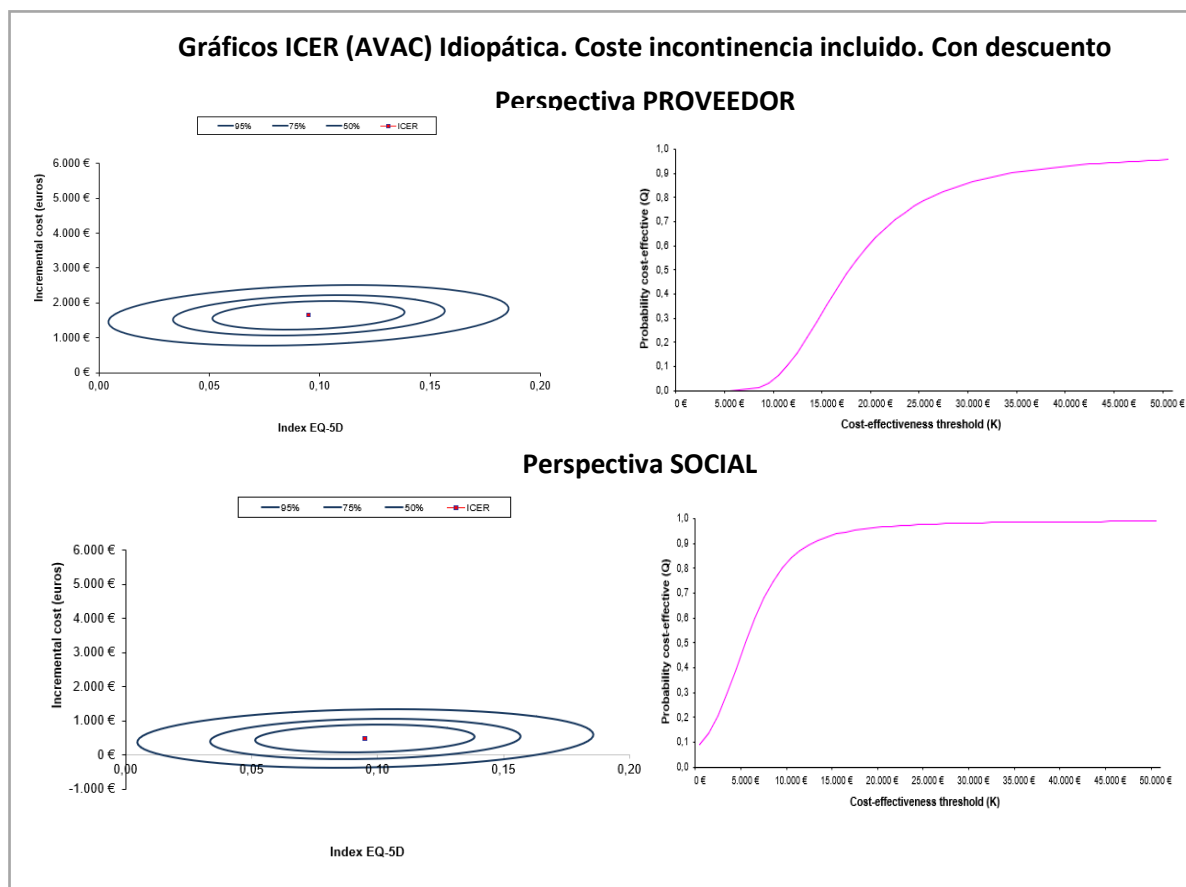 Gráficos ICER (AVAC) Idiopática. Coste incontinencia incluido. Con descuento
Perspectiva PROVEEDOR
95% 75% 50% ICER
Incremental cost (euros)
6.000 €
5.000 €
4.000 €
3.000 €
2.000 €
1.000 €
0 €
0,00 0,05 0,10 0,15 0,20
Index EQ-5D
Probability cost-effective (Q)
1,0
0,9
0,8
0,7
0,6
0,5
0,4
0,3
0,2
0,1
0,0
0 € 5.000 € 10.000 € 15.000 € 20.000 € 25.000 € 30.000 € 35.000 € 40.000 € 45.000 € 50.000 €
Cost-effectiveness threshold (K)
Perspectiva SOCIAL
95% 75% 50% ICER
Incremental cost (euros)
6.000 €
5.000 €
4.000 €
3.000 €
2.000 €
1.000 €
0 €
-1.000 €
0,00 0,05 0,10 0,15 0,20
Index EQ-5D
Probability cost-effective (Q)
1,0
0,9
0,8
0,7
0,6
0,5
0,4
0,3
0,2
0,1
0,0
0 € 5.000 € 10.000 € 15.000 € 20.000 € 25.000 € 30.000 € 35.000 € 40.000 € 45.000 € 50.000 €
Cost-effectiveness threshold (K)